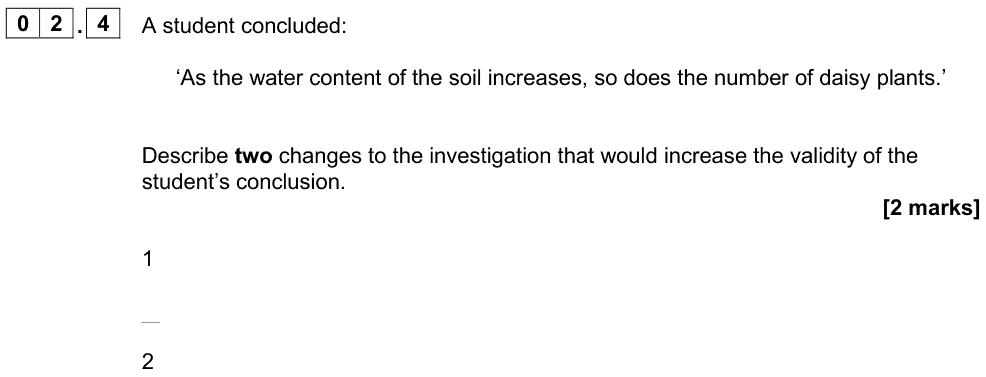 0 2 . 4 A student concluded:
‘As the water content of the soil increases, so does the number of daisy plants.’
Describe two changes to the investigation that would increase the validity of the
student’s conclusion.
[2 marks]
1
2